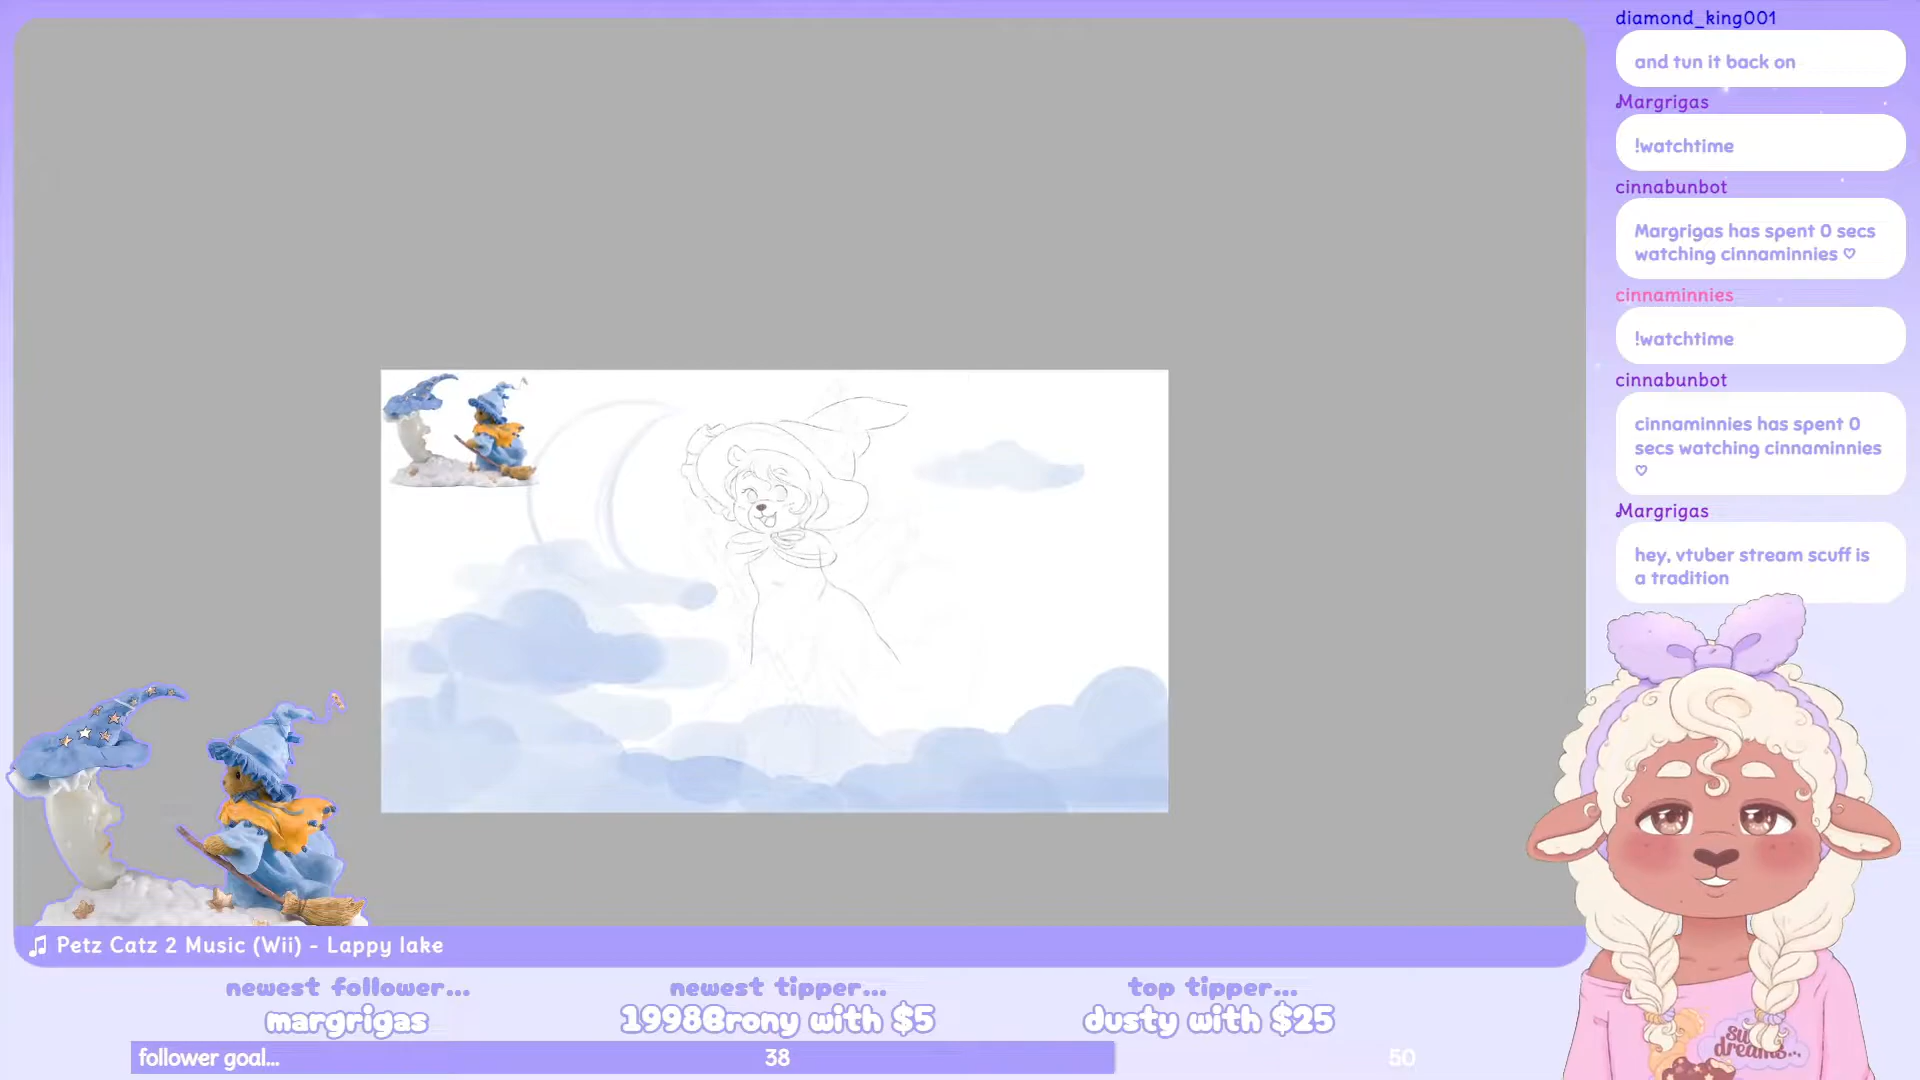 diamond_king001
and tun it back on
Margrigas
!watchtime
cinnabunbot
Margrigas has spent 0 secs
watching cinnaminnies ♡
cinnaminnies
!watchtime
cinnabunbot
cinnaminnies has spent 0
secs watching cinnaminnies
♡
Margrigas
hey, vtuber stream scuff is
a tradition
♫ Petz Catz 2 Music (Wii) - Lappy lake
newest follower...
margrigas
newest tipper...
1998Brony with $5
top tipper...
dusty with $25
follower goal...
38
50
dreams...